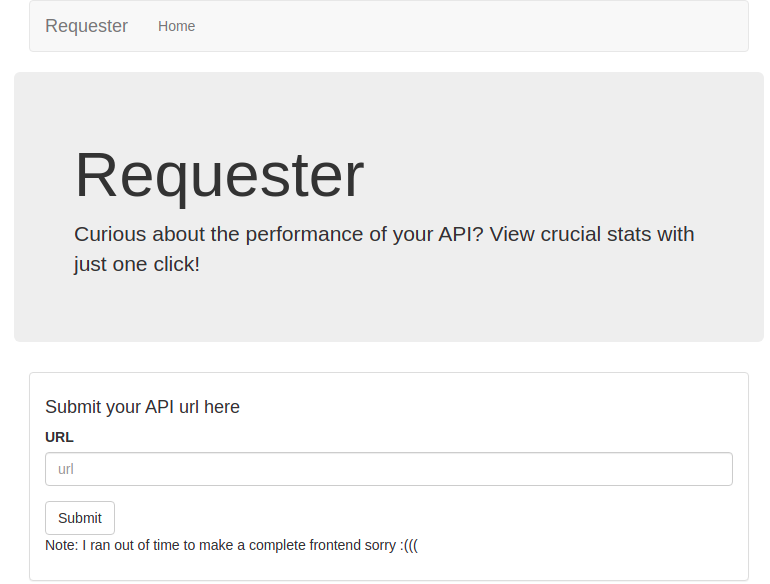 Requester Home
Requester
Curious about the performance of your API? View crucial stats with
just one click!
Submit your API url here
URL
url
Submit
Note: I ran out of time to make a complete frontend sorry :(((